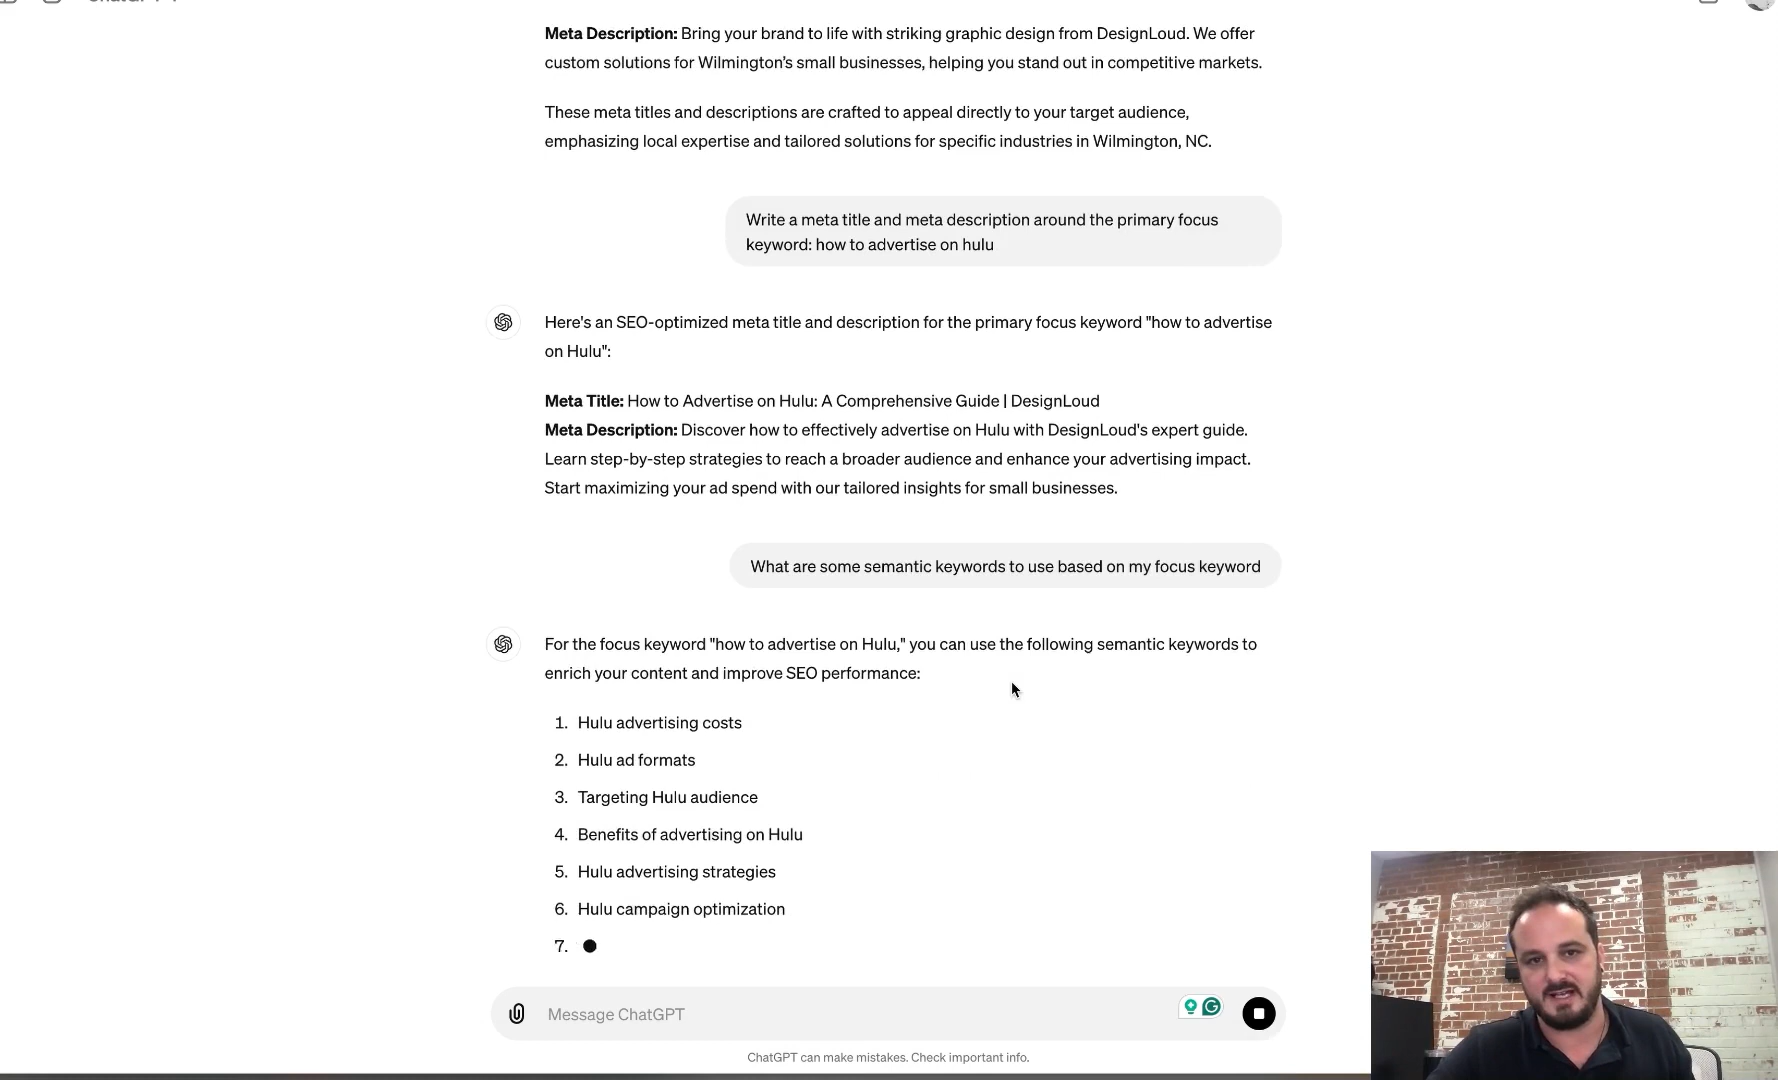 Meta Description: Bring your brand to life with striking graphic design from DesignLoud. We offer
custom solutions for Wilmington’s small businesses, helping you stand out in competitive markets.
These meta titles and descriptions are crafted to appeal directly to your target audience,
emphasizing local expertise and tailored solutions for specific industries in Wilmington, NC.
Write a meta title and meta description around the primary focus
keyword: how to advertise on hulu
Here's an SEO-optimized meta title and description for the primary focus keyword "how to advertise
on Hulu":
Meta Title: How to Advertise on Hulu: A Comprehensive Guide | DesignLoud
Meta Description: Discover how to effectively advertise on Hulu with DesignLoud's expert guide.
Learn step-by-step strategies to reach a broader audience and enhance your advertising impact.
Start maximizing your ad spend with our tailored insights for small businesses.
What are some semantic keywords to use based on my focus keyword
For the focus keyword "how to advertise on Hulu," you can use the following semantic keywords to
enrich your content and improve SEO performance:
1. Hulu advertising costs
2. Hulu ad formats
3. Targeting Hulu audience
4. Benefits of advertising on Hulu
5. Hulu advertising strategies
6. Hulu campaign optimization
7.
Message ChatGPT
ChatGPT can make mistakes. Check important info.